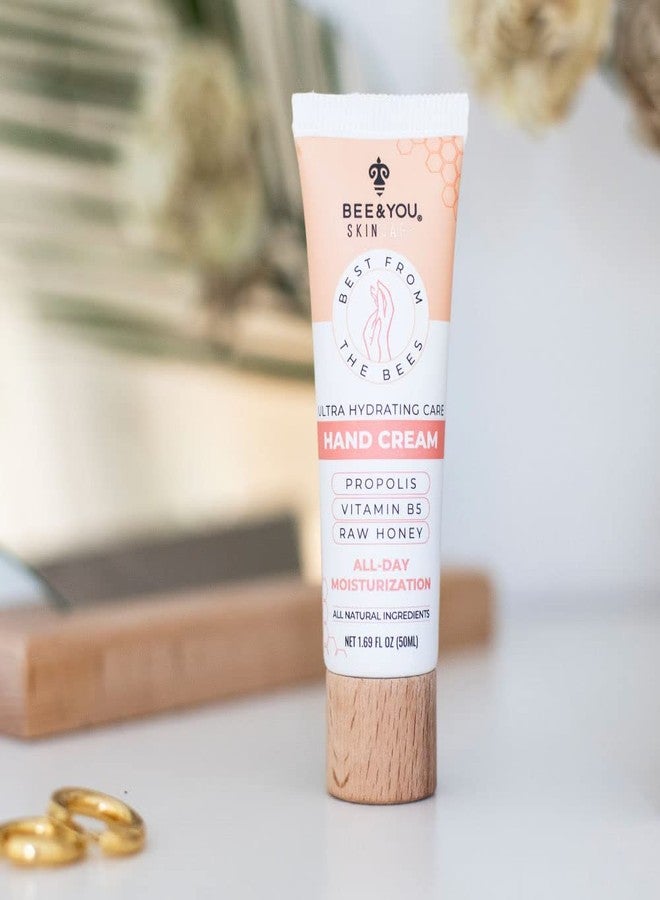 BEE&YOU®
SKINCARE
BEST FROM
THE BEES
ULTRA HYDRATING CARE
HAND CREAM
PROPOLIS
VITAMIN B5
RAW HONEY
ALL-DAY
MOISTURIZATION
ALL NATURAL INGREDIENTS
NET 1.69 FL OZ (50ML)